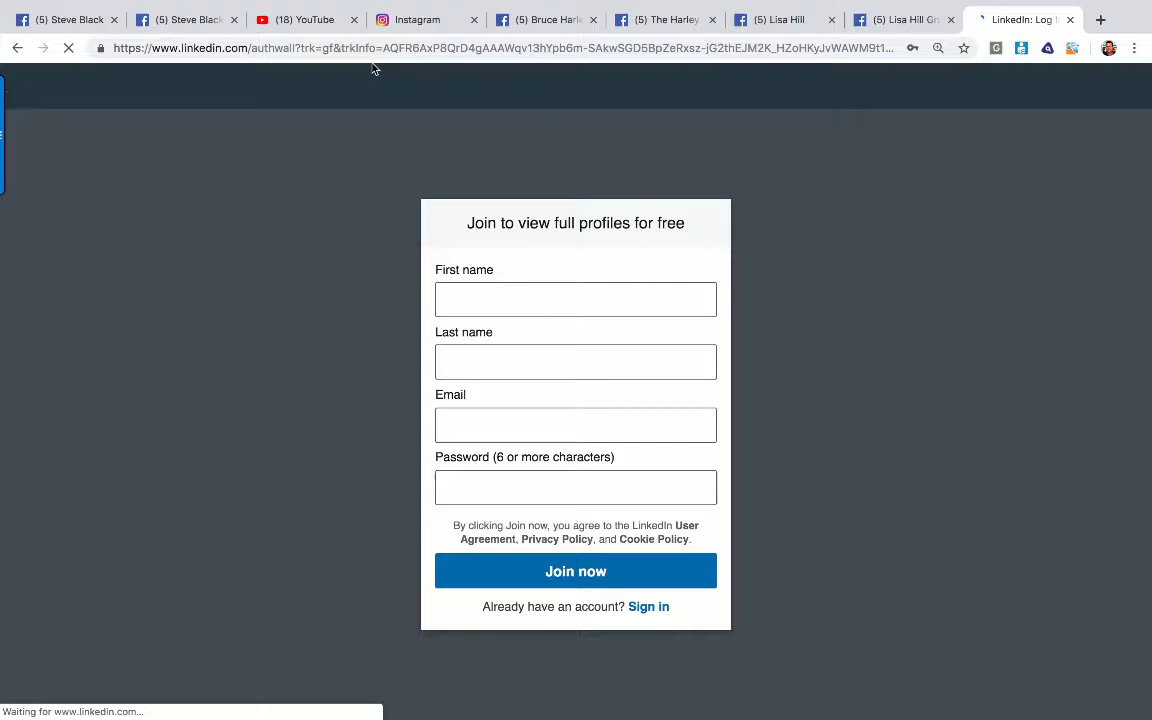 (5) Steve Black
(5) Steve Black
(18) YouTube
Instagram
(5) Bruce Harle
(5) The Harley
(5) Lisa Hill
(5) Lisa Hill Gr
LinkedIn: Log I
https://www.linkedin.com/authwall?trk=gf&trkInfo=AQFR6AxP8QrD4gAAAWqv13hYpb6m-SAkwSGD5BpZeRxsz-jG2thEJM2K_HZoHKyJvWAWM9t1...
G
Join to view full profiles for free
First name
Last name
Email
Password (6 or more characters)
By clicking Join now, you agree to the LinkedIn User
Agreement, Privacy Policy, and Cookie Policy.
Join now
Already have an account? Sign in
Waiting for www.linkedin.com...